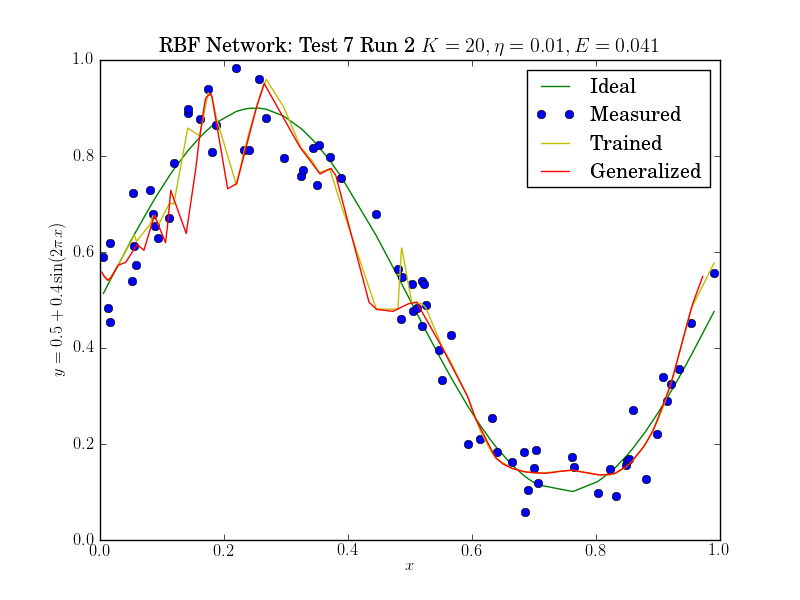 RBF Network: Test 7 Run 2 K = 20, η = 0.01, E = 0.041
1.0
0.8
0.6
0.4
0.2
0.0
y = 0.5 + 0.4 sin(2πx)
Ideal
Measured
Trained
Generalized
0.0 0.2 0.4 0.6 0.8 1.0
x